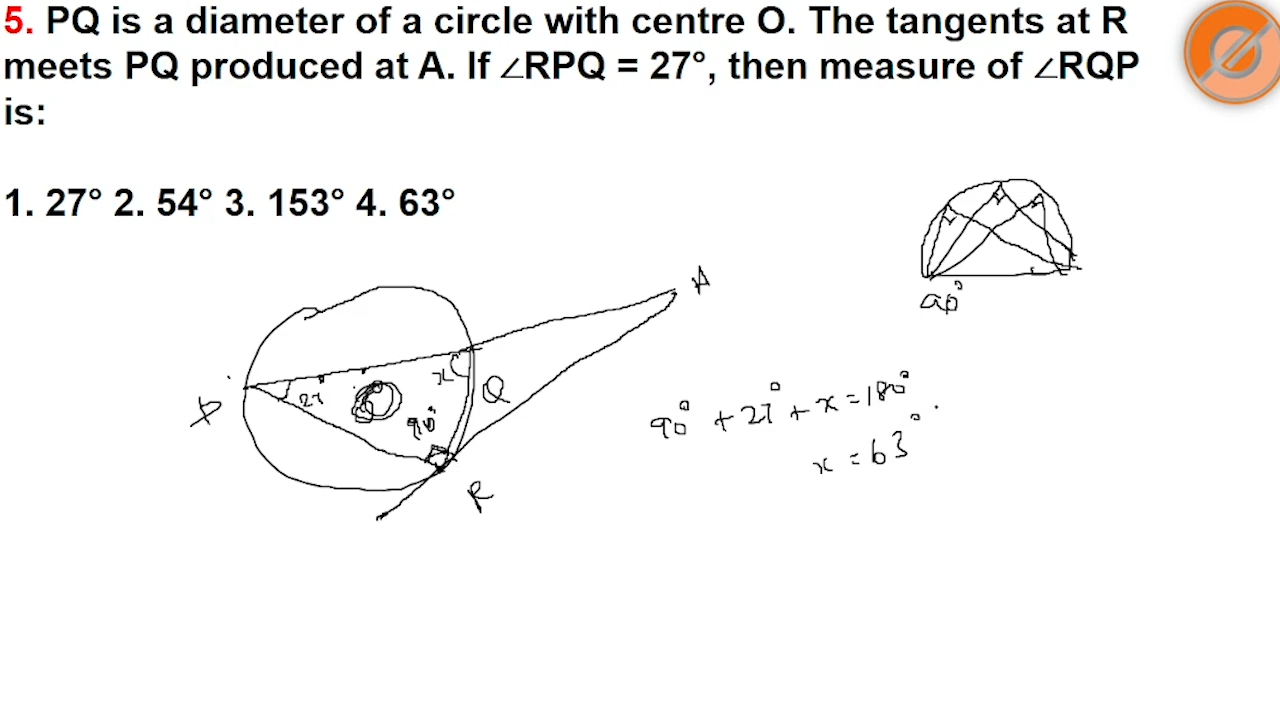 5. PQ is a diameter of a circle with centre O. The tangents at R
meets PQ produced at A. If ∠RPQ = 27°, then measure of ∠RQP
is:
1. 27° 2. 54° 3. 153° 4. 63°
90°
A
P
27
x
Q
90°
R
90° + 27° + x = 180°.
x = 63°